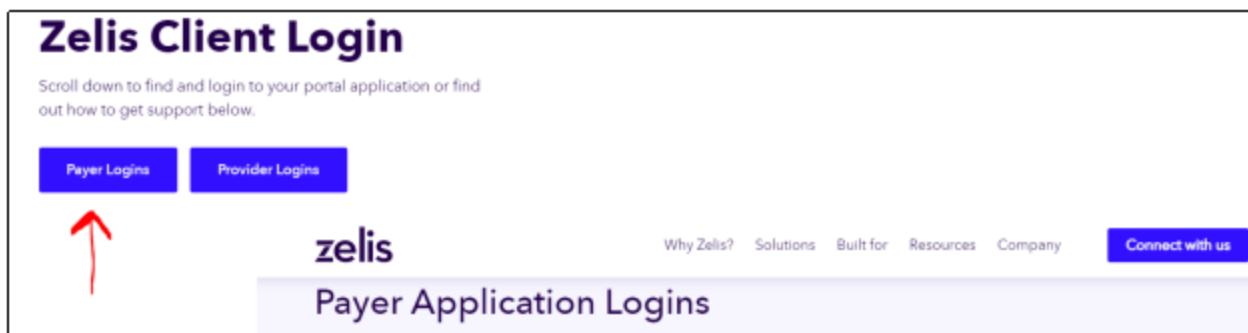 Zelis Client Login
Scroll down to find and login to your portal application or find
out how to get support below.
Payer Logins Provider Logins
zelis Why Zelis? Solutions Built for Resources Company Connect with us
Payer Application Logins